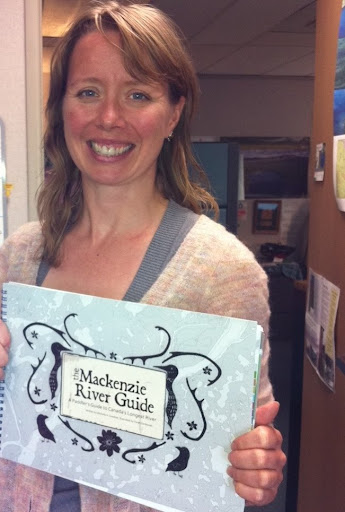 the
Mackenzie
River Guide
A Paddler's Guide to Canada's Longest River